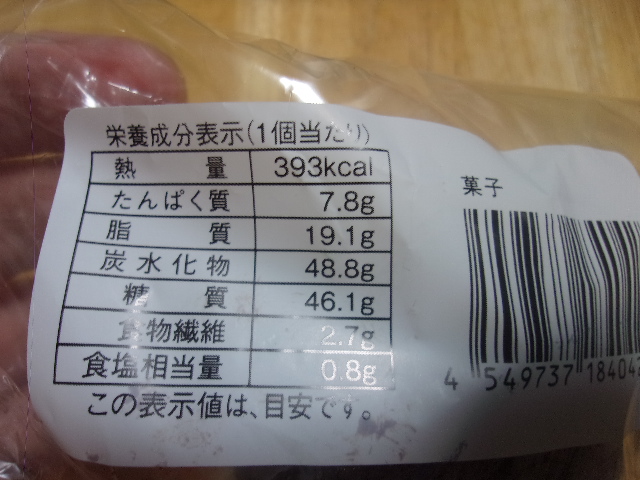 栄養成分表示(1個当たり)
熱量 393kcal
たんぱく質 7.8g
脂質 19.1g
炭水化物 48.8g
糖質 46.1g
食物繊維 2.7g
食塩相当量 0.8g
この表示値は、目安です。
菓子
4 549737 18404